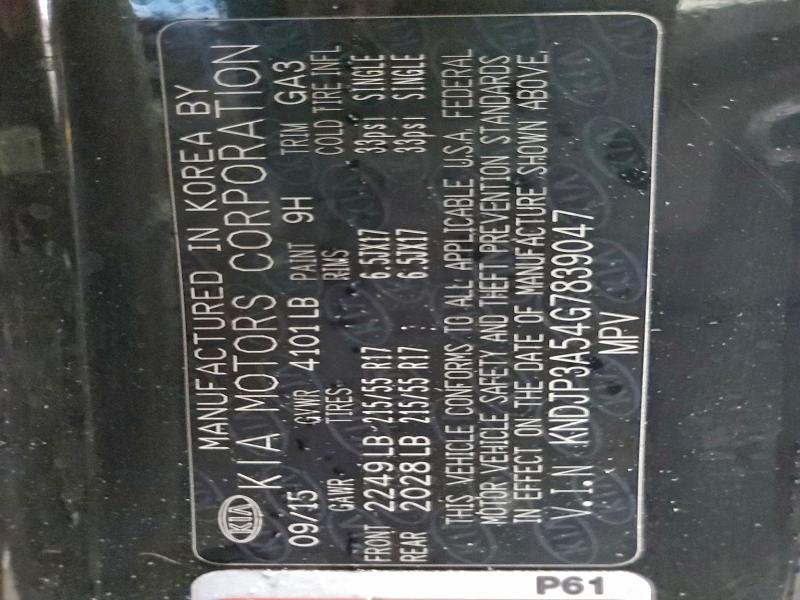 MANUFACTURED IN KOREA BY
KIA KIA MOTORS CORPORATION
09/15 GVWR 4101LB PAINT 9H TRIM GA3
GAWR TIRES RIMS COLD TIRE INFL
FRONT 2249LB 215/55 R17 6.5JX17 33psi SINGLE
REAR 2028LB 215/55 R17 6.5JX17 33psi SINGLE
THIS VEHICLE CONFORMS TO ALL APPLICABLE U.S.A. FEDERAL
MOTOR VEHICLE SAFETY AND THEFT PREVENTION STANDARDS
IN EFFECT ON THE DATE OF MANUFACTURE SHOWN ABOVE.
V.I.N KNDJP3A54G7839047
MPV
P61